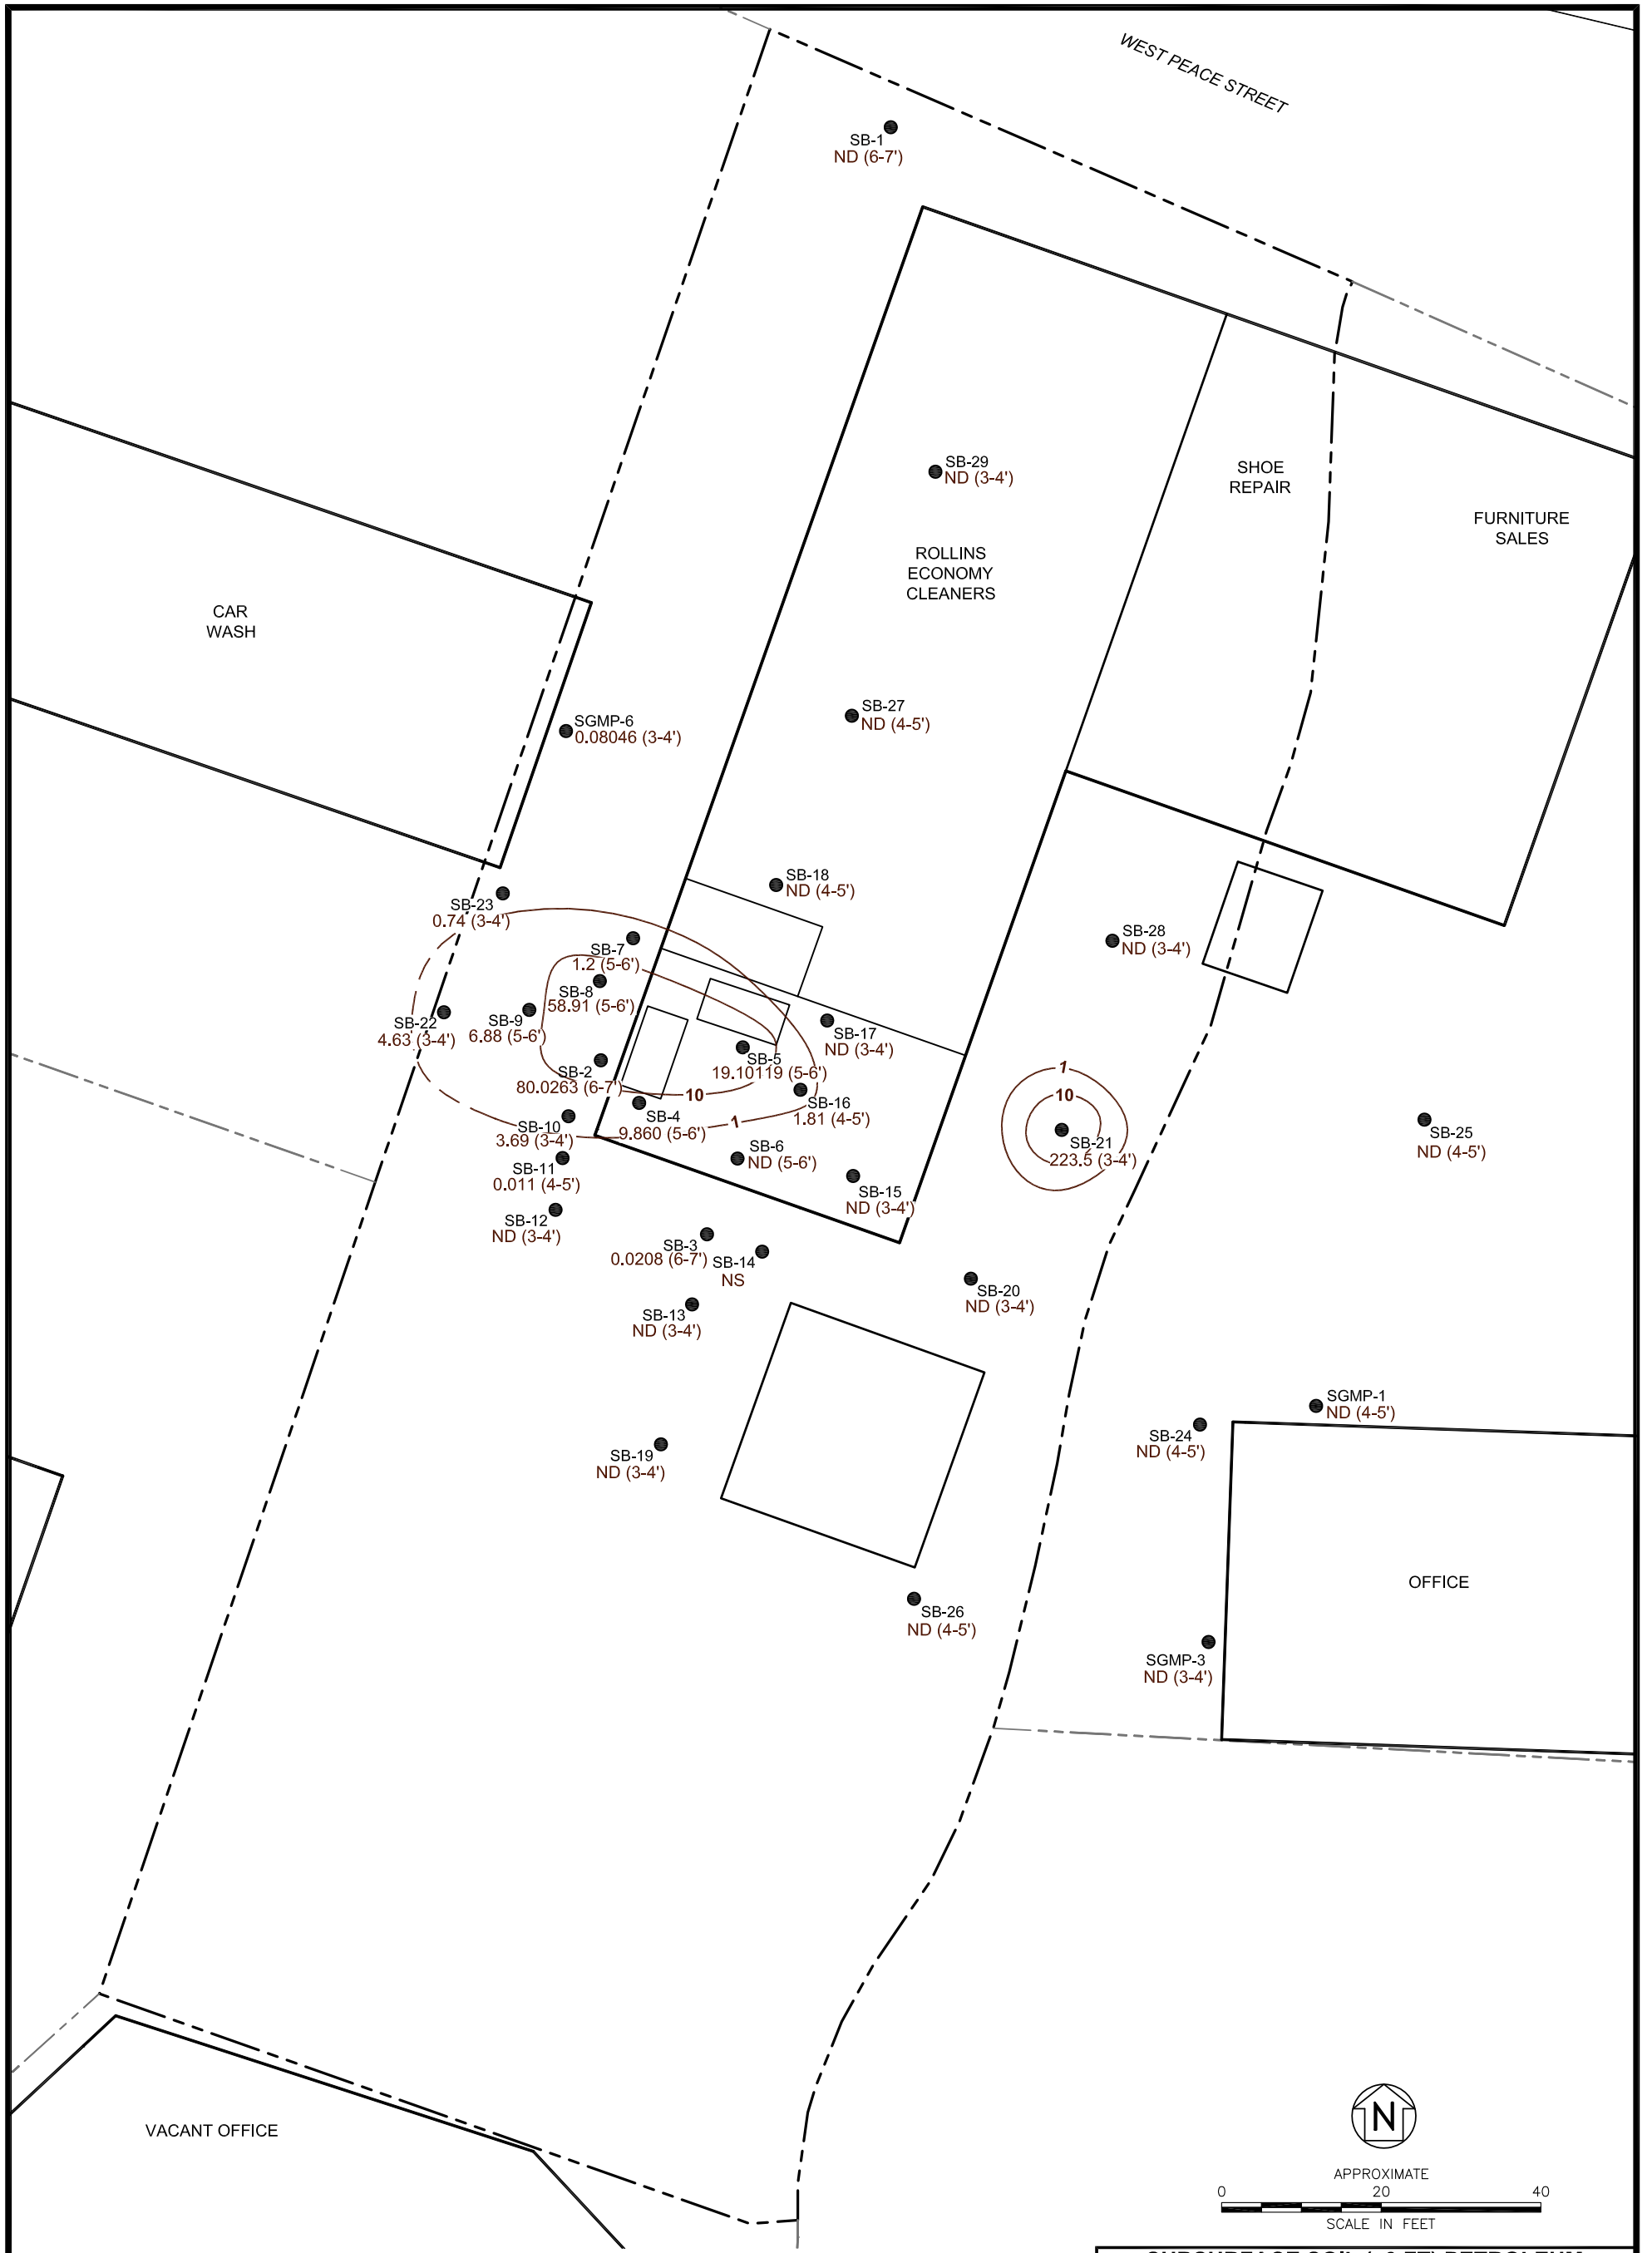 WEST PEACE STREET
SB-1
ND (6-7')
SB-29
ND (3-4')
SHOE
REPAIR
FURNITURE
SALES
ROLLINS
ECONOMY
CLEANERS
CAR
WASH
SGMP-6
0.08046 (3-4')
SB-27
ND (4-5')
SB-18
ND (4-5')
SB-23
0.74 (3-4')
SB-28
ND (3-4')
SB-7
1.2 (5-6')
SB-8
58.91 (5-6')
SB-22
4.63 (3-4')
SB-9
6.88 (5-6')
SB-17
ND (3-4')
SB-5
19.10119 (5-6')
SB-2
80.0263 (6-7')
10
1
SB-16
1.81 (4-5')
SB-4
9.860 (5-6')
SB-10
3.69 (3-4')
1
10
SB-21
223.5 (3-4')
SB-25
ND (4-5')
SB-6
ND (5-6')
SB-11
0.011 (4-5')
SB-15
ND (3-4')
SB-12
ND (3-4')
SB-3
0.0208 (6-7')
SB-14
NS
SB-20
ND (3-4')
SB-13
ND (3-4')
SGMP-1
ND (4-5')
SB-24
ND (4-5')
SB-19
ND (3-4')
OFFICE
SB-26
ND (4-5')
SGMP-3
ND (3-4')
VACANT OFFICE
N
APPROXIMATE
0 20 40
SCALE IN FEET